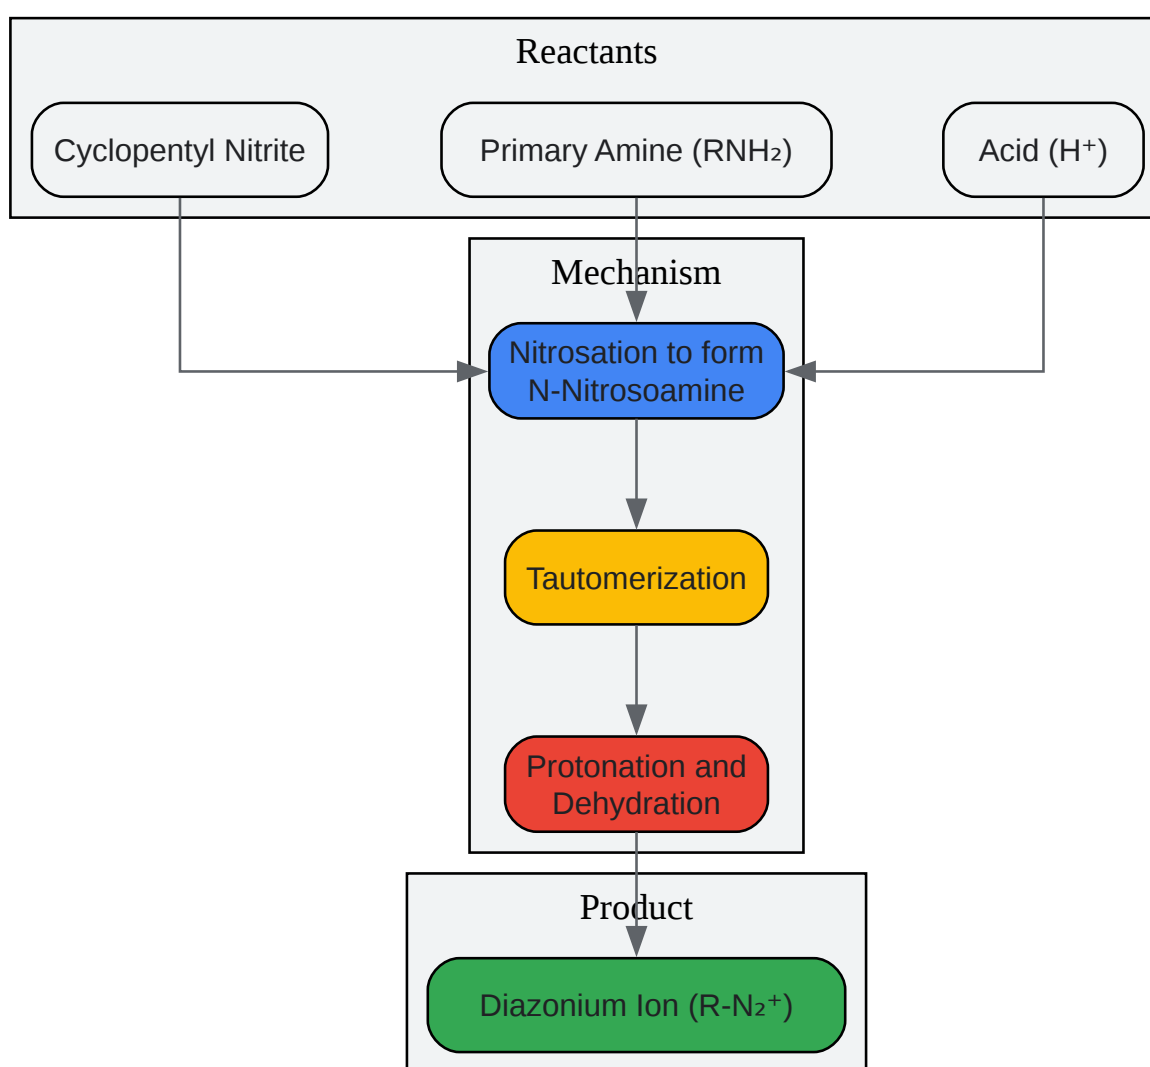 Reactants
Cyclopentyl Nitrite
Primary Amine (RNH₂)
Acid (H⁺)
Mechanism
Nitrosation to form
N-Nitrosoamine
Tautomerization
Protonation and
Dehydration
Product
Diazonium Ion (R-N₂⁺)